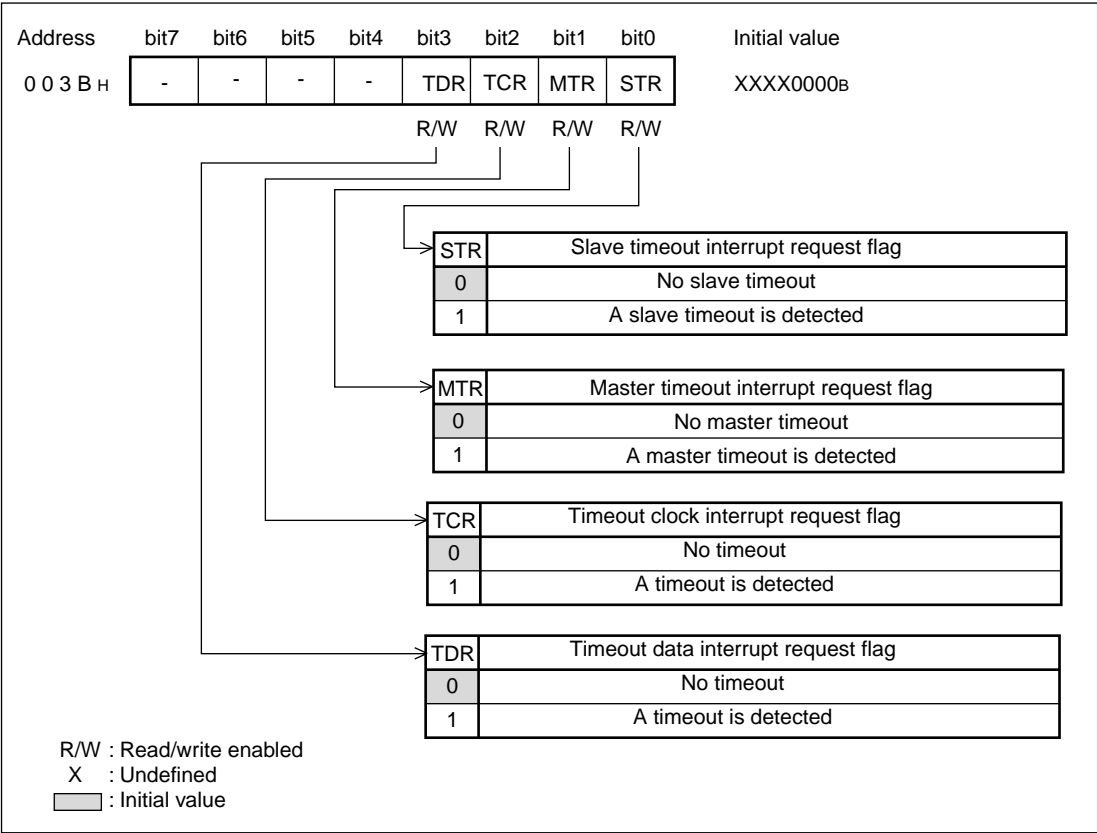 Address bit7 bit6 bit5 bit4 bit3 bit2 bit1 bit0 Initial value
0 0 3 B H - - - - TDR TCR MTR STR XXXX0000B
R/W R/W R/W R/W
STR Slave timeout interrupt request flag
0 No slave timeout
1 A slave timeout is detected
MTR Master timeout interrupt request flag
0 No master timeout
1 A master timeout is detected
TCR Timeout clock interrupt request flag
0 No timeout
1 A timeout is detected
TDR Timeout data interrupt request flag
0 No timeout
1 A timeout is detected
R/W : Read/write enabled
X : Undefined
: Initial value